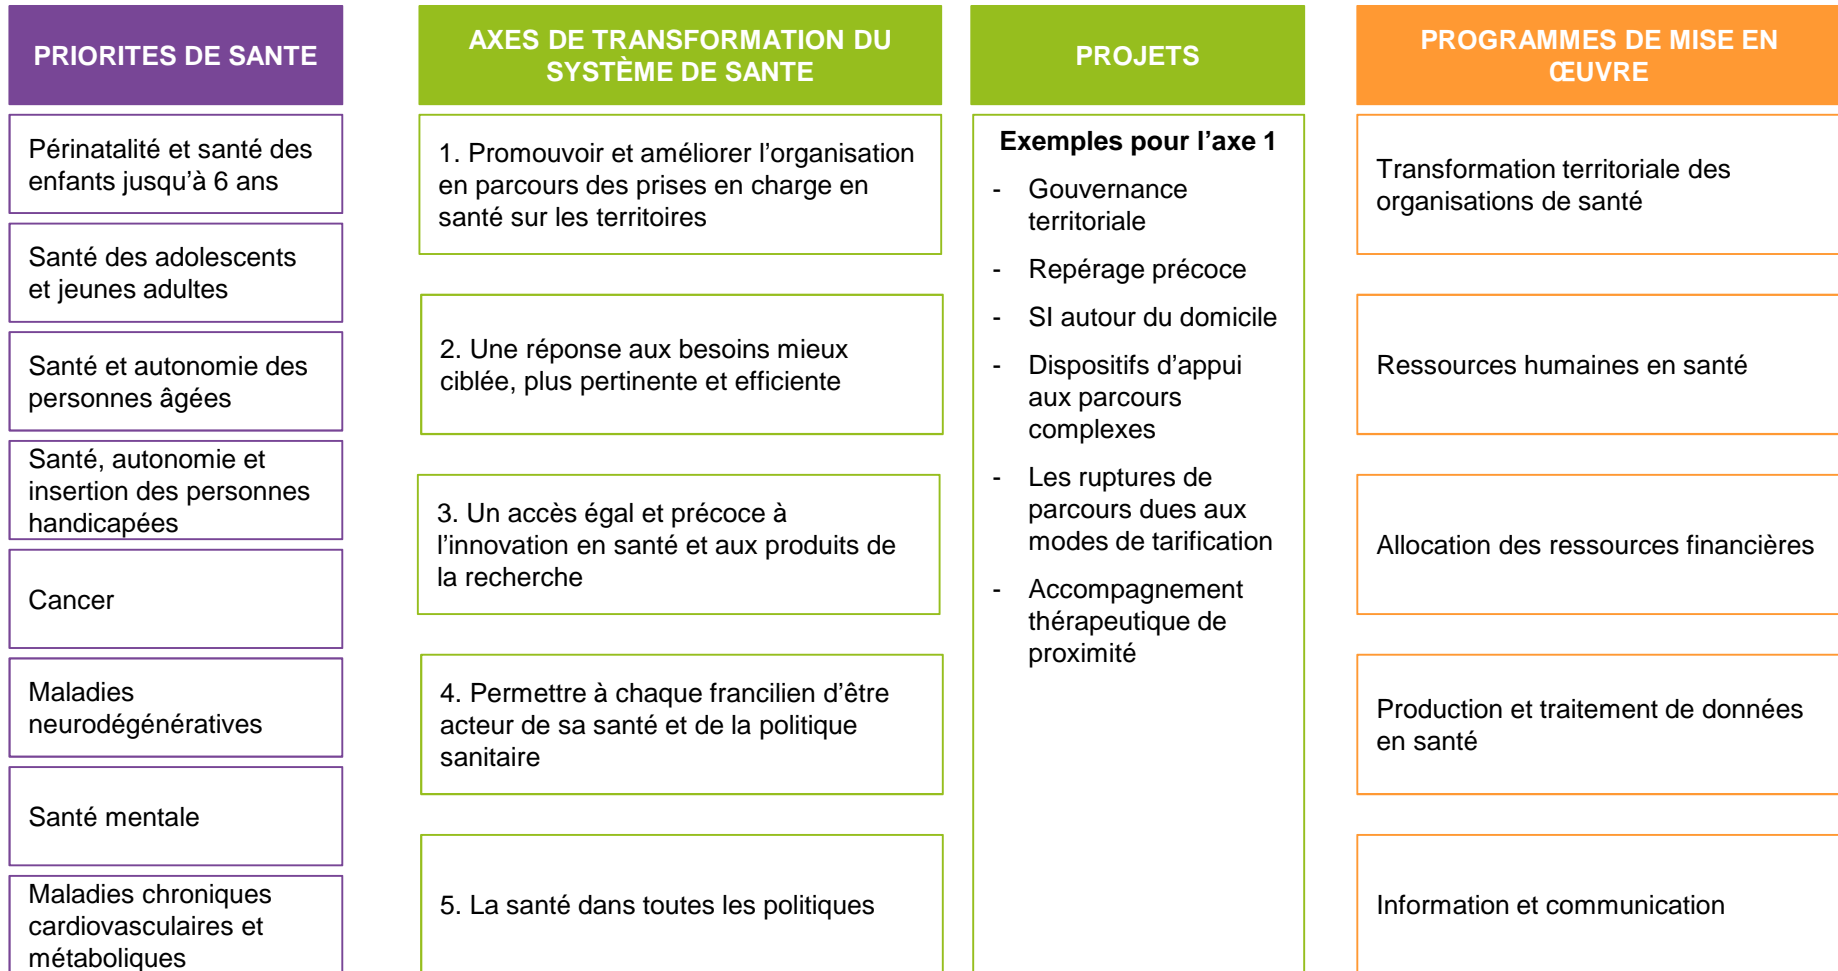 PRIORITES DE SANTE
Périnatalité et santé des
enfants jusqu'à 6 ans
Santé des adolescents
et jeunes adultes
Santé et autonomie des
personnes âgées
Santé, autonomie et
insertion des personnes
handicapées
Cancer
Maladies
neurodégénératives
Santé mentale
Maladies chroniques
cardiovasculaires et
métaboliques
AXES DE TRANSFORMATION DU
SYSTÈME DE SANTE
1. Promouvoir et améliorer l'organisation
en parcours des prises en charge en
santé sur les territoires
2. Une réponse aux besoins mieux
ciblée, plus pertinente et efficiente
3. Un accès égal et précoce à
l'innovation en santé et aux produits de
la recherche
4. Permettre à chaque francilien d'être
acteur de sa santé et de la politique
sanitaire
5. La santé dans toutes les politiques
PROJETS
Exemples pour l'axe 1
- Gouvernance
territoriale
- Repérage précoce
- SI autour du domicile
- Dispositifs d'appui
aux parcours
complexes
- Les ruptures de
parcours dues aux
modes de tarification
- Accompagnement
thérapeutique de
proximité
PROGRAMMES DE MISE EN
ŒUVRE
Transformation territoriale des
organisations de santé
Ressources humaines en santé
Allocation des ressources financières
Production et traitement de données
en santé
Information et communication